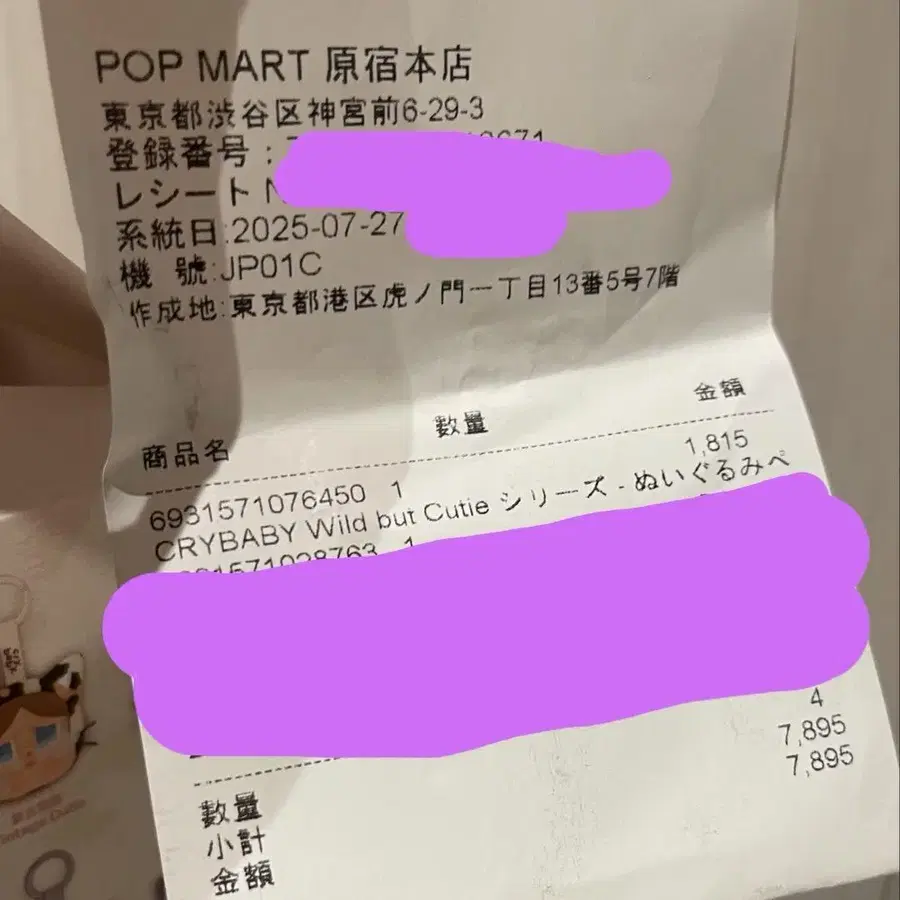 POP MART 原宿本店
東京都渋谷区神宮前6-29-3
登録番号:
レシート
系統日:2025-07-27
機 號:JP01C
作成地:東京都港区虎ノ門一丁目13番5号7階
商品名 数量 金額
6931571076450 1 1,815
CRYBABY Wild but Cutie シリーズ - ぬいぐるみペ
1
4
7,895
7,895
数量
小計
金額